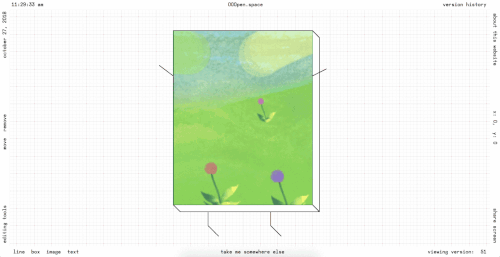 11:29:33 am
OOOpen.space
version history
october 27, 2018
about this website
move remove
x: 0, y: 0
editing tools
share screen
line box image text
take me somewhere else
viewing version: 61